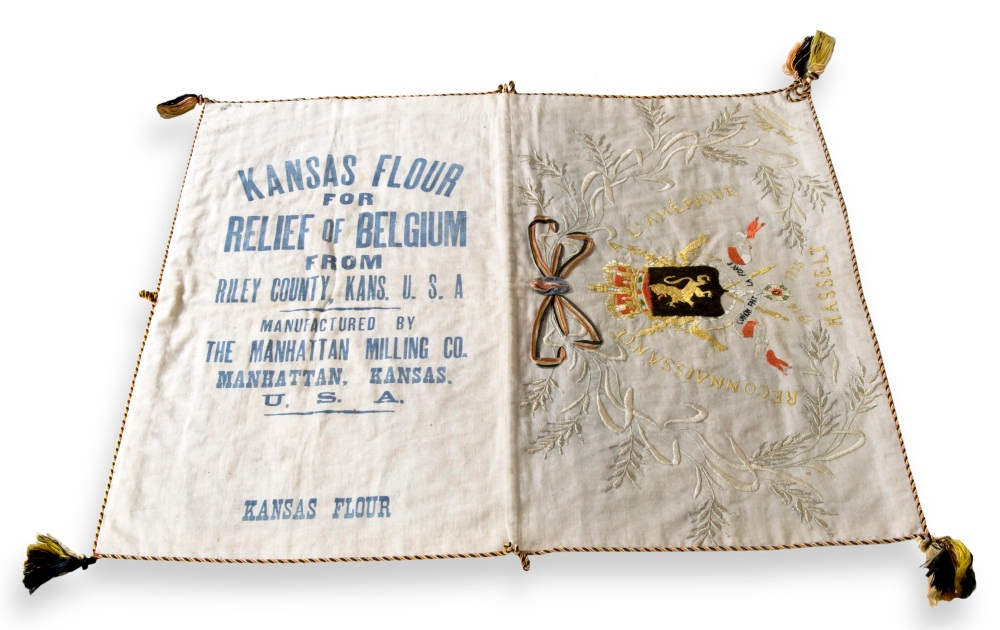 KANSAS FLOUR
FOR
RELIEF OF BELGIUM
FROM
RILEY COUNTY, KANS. U. S. A
MANUFACTURED BY
THE MANHATTAN MILLING CO.
MANHATTAN, KANSAS.
U. S. A.
KANSAS FLOUR
RECONNAISSANCE
L'AMERIQUE
L'UNION FAIT LA FORCE
HASSELT